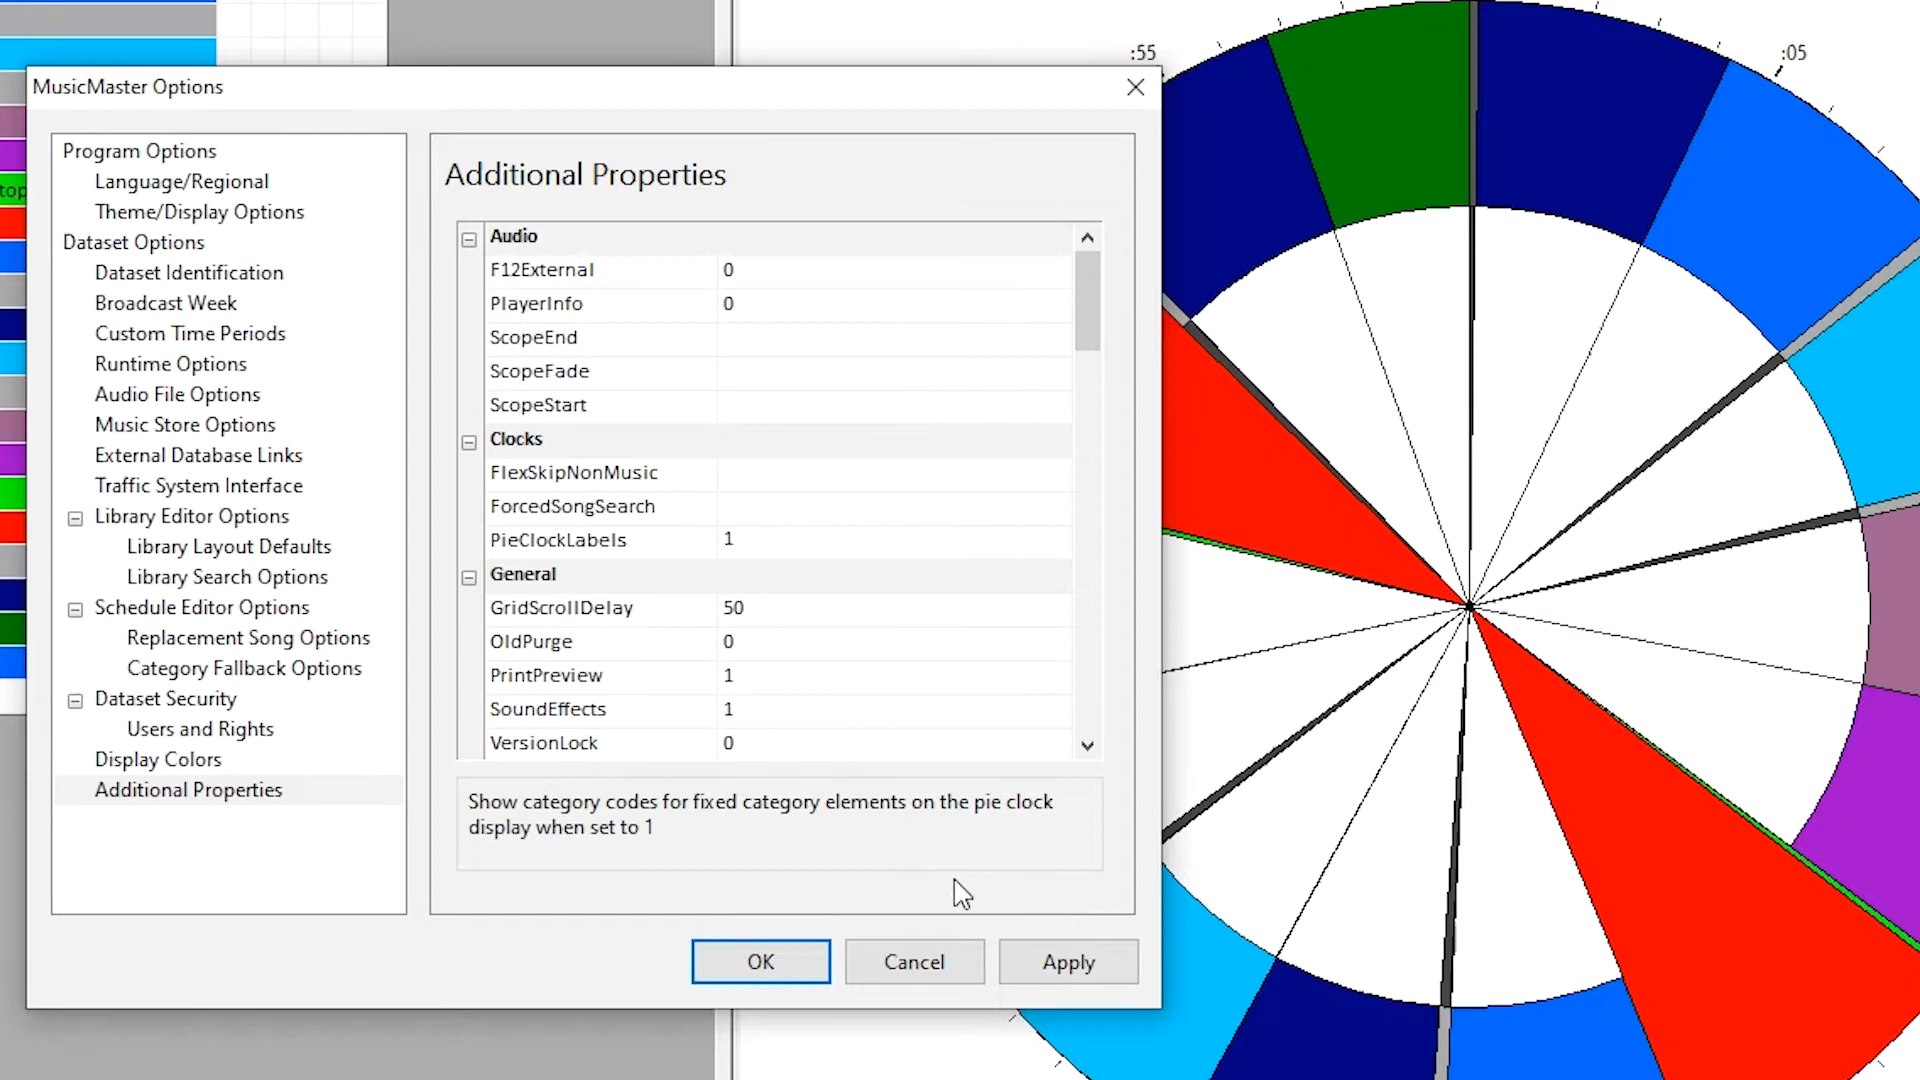 :55
:05
MusicMaster Options
top
Program Options
Language/Regional
Theme/Display Options
Dataset Options
Dataset Identification
Broadcast Week
Custom Time Periods
Runtime Options
Audio File Options
Music Store Options
External Database Links
Traffic System Interface
Library Editor Options
Library Layout Defaults
Library Search Options
Schedule Editor Options
Replacement Song Options
Category Fallback Options
Dataset Security
Users and Rights
Display Colors
Additional Properties
Additional Properties
Audio
F12External 0
PlayerInfo 0
ScopeEnd
ScopeFade
ScopeStart
Clocks
FlexSkipNonMusic
ForcedSongSearch
PieClockLabels 1
General
GridScrollDelay 50
OldPurge 0
PrintPreview 1
SoundEffects 1
VersionLock 0
Show category codes for fixed category elements on the pie clock
display when set to 1
OK Cancel Apply